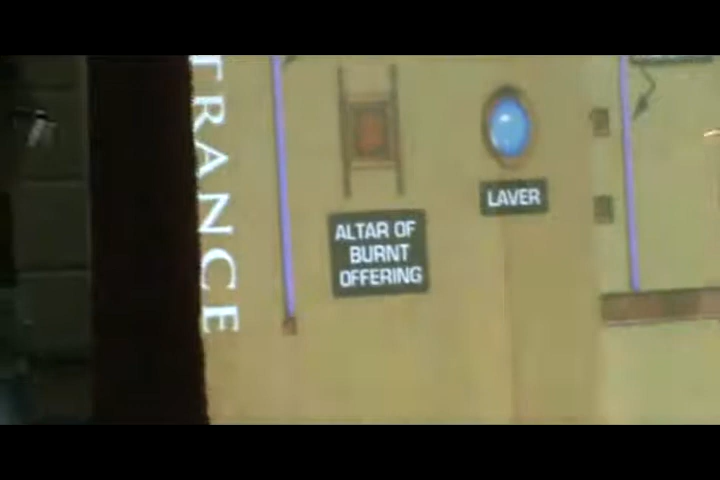 TRANCE
ALTAR OF
BURNT
OFFERING
LAVER